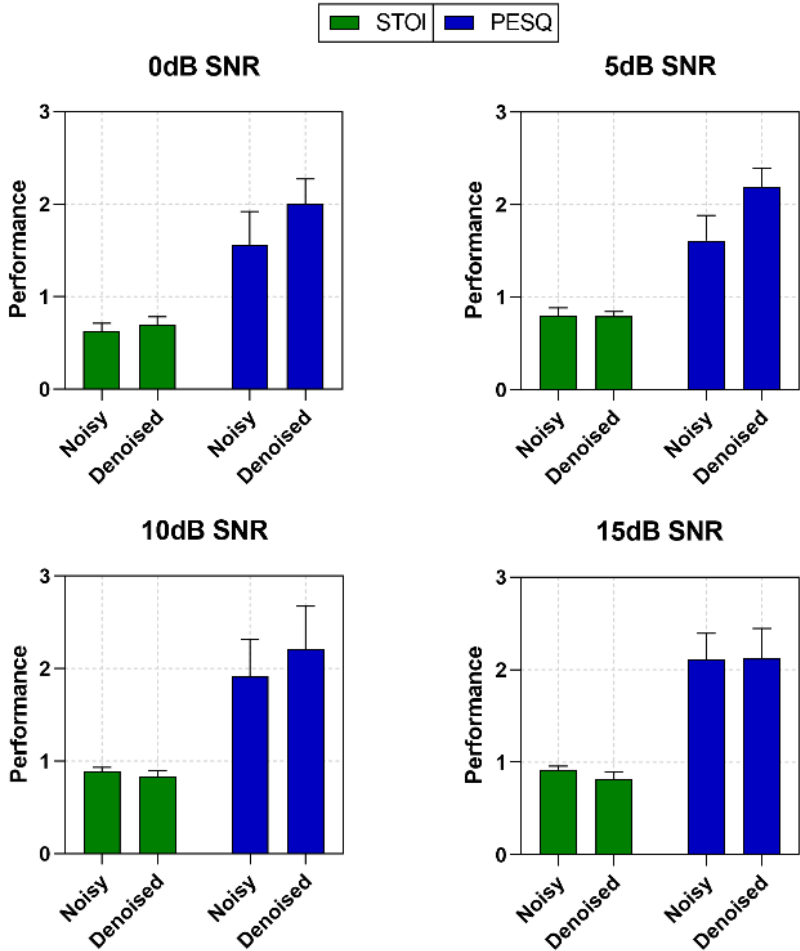 STOI PESQ
0dB SNR
3
2
1
0
Performance
Noisy
Denoised
Noisy
Denoised
5dB SNR
3
2
1
0
Performance
Noisy
Denoised
Noisy
Denoised
10dB SNR
3
2
1
0
Performance
Noisy
Denoised
Noisy
Denoised
15dB SNR
3
2
1
0
Performance
Noisy
Denoised
Noisy
Denoised